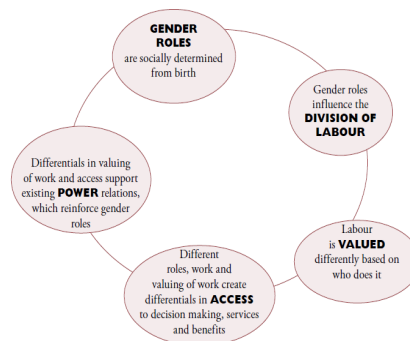 GENDER
ROLES
are socially determined
from birth
Gender roles
influence the
DIVISION OF
LABOUR
Labour
is VALUED
differently based on
who does it
Different
roles, work and
valuing of work create
differentials in ACCESS
to decision making, services
and benefits
Differentials in valuing
of work and access support
existing POWER relations,
which reinforce gender
roles